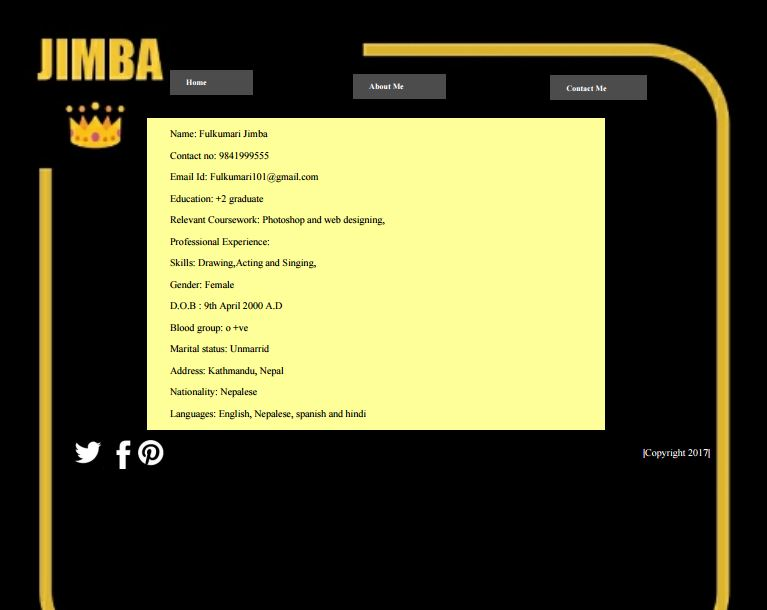 JIMBA
Home
About Me
Contact Me
Name: Fulkumari Jimba
Contact no: 9841999555
Email Id: Fulkumari101@gmail.com
Education: +2 graduate
Relevant Coursework: Photoshop and web designing,
Professional Experience:
Skills: Drawing,Acting and Singing,
Gender: Female
D.O.B : 9th April 2000 A.D
Blood group: o +ve
Marital status: Unmarrid
Address: Kathmandu, Nepal
Nationality: Nepalese
Languages: English, Nepalese, spanish and hindi
|Copyright 2017|